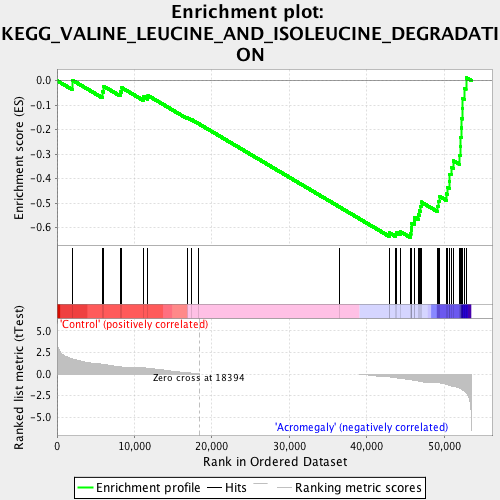 Enrichment plot:
KEGG_VALINE_LEUCINE_AND_ISOLEUCINE_DEGRADATI
ON
Enrichment score (ES)
0.0
-0.1
-0.2
-0.3
-0.4
-0.5
-0.6
'Control' (positively correlated)
Ranked list metric (tTest)
5.0
2.5
0.0
-2.5
-5.0
Zero cross at 18394
'Acromegaly' (negatively correlated)
0
10,000
20,000
30,000
40,000
50,000
Rank in Ordered Dataset
Enrichment profile
Hits
Ranking metric scores